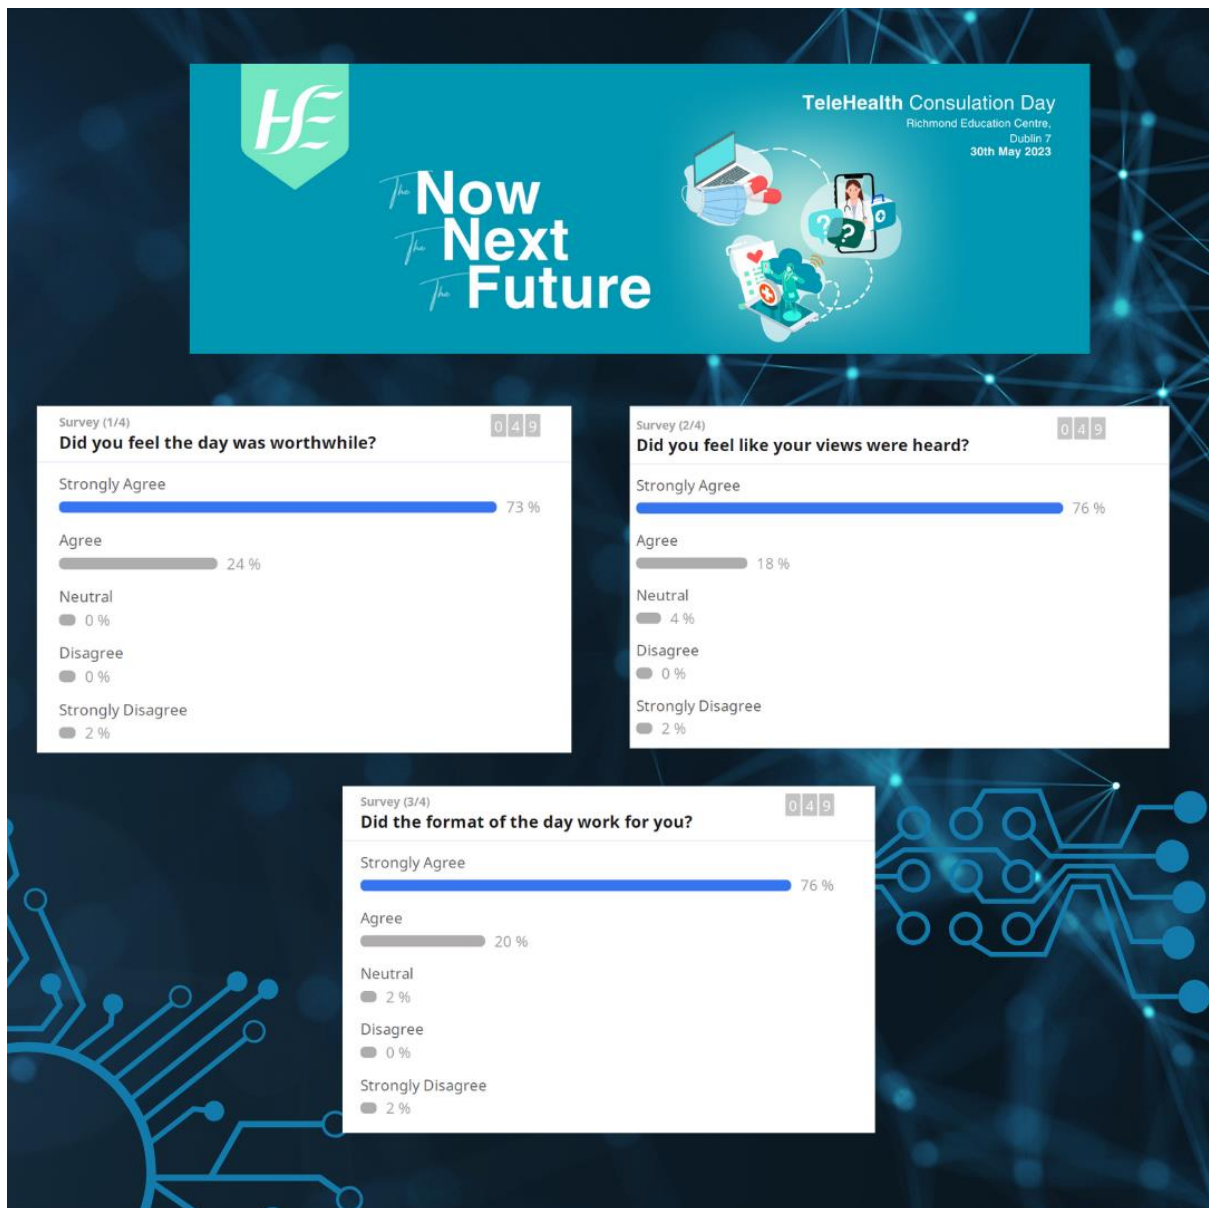 HSE
TeleHealth Consulation Day
Richmond Education Centre,
Dublin 7
30th May 2023
The Now
The Next
The Future
? ?
Survey (1/4)
049
Did you feel the day was worthwhile?
Strongly Agree
73 %
Agree
24 %
Neutral
0 %
Disagree
0 %
Strongly Disagree
2 %
Survey (2/4)
049
Did you feel like your views were heard?
Strongly Agree
76 %
Agree
18 %
Neutral
4 %
Disagree
0 %
Strongly Disagree
2 %
Survey (3/4)
049
Did the format of the day work for you?
Strongly Agree
76 %
Agree
20 %
Neutral
2 %
Disagree
0 %
Strongly Disagree
2 %